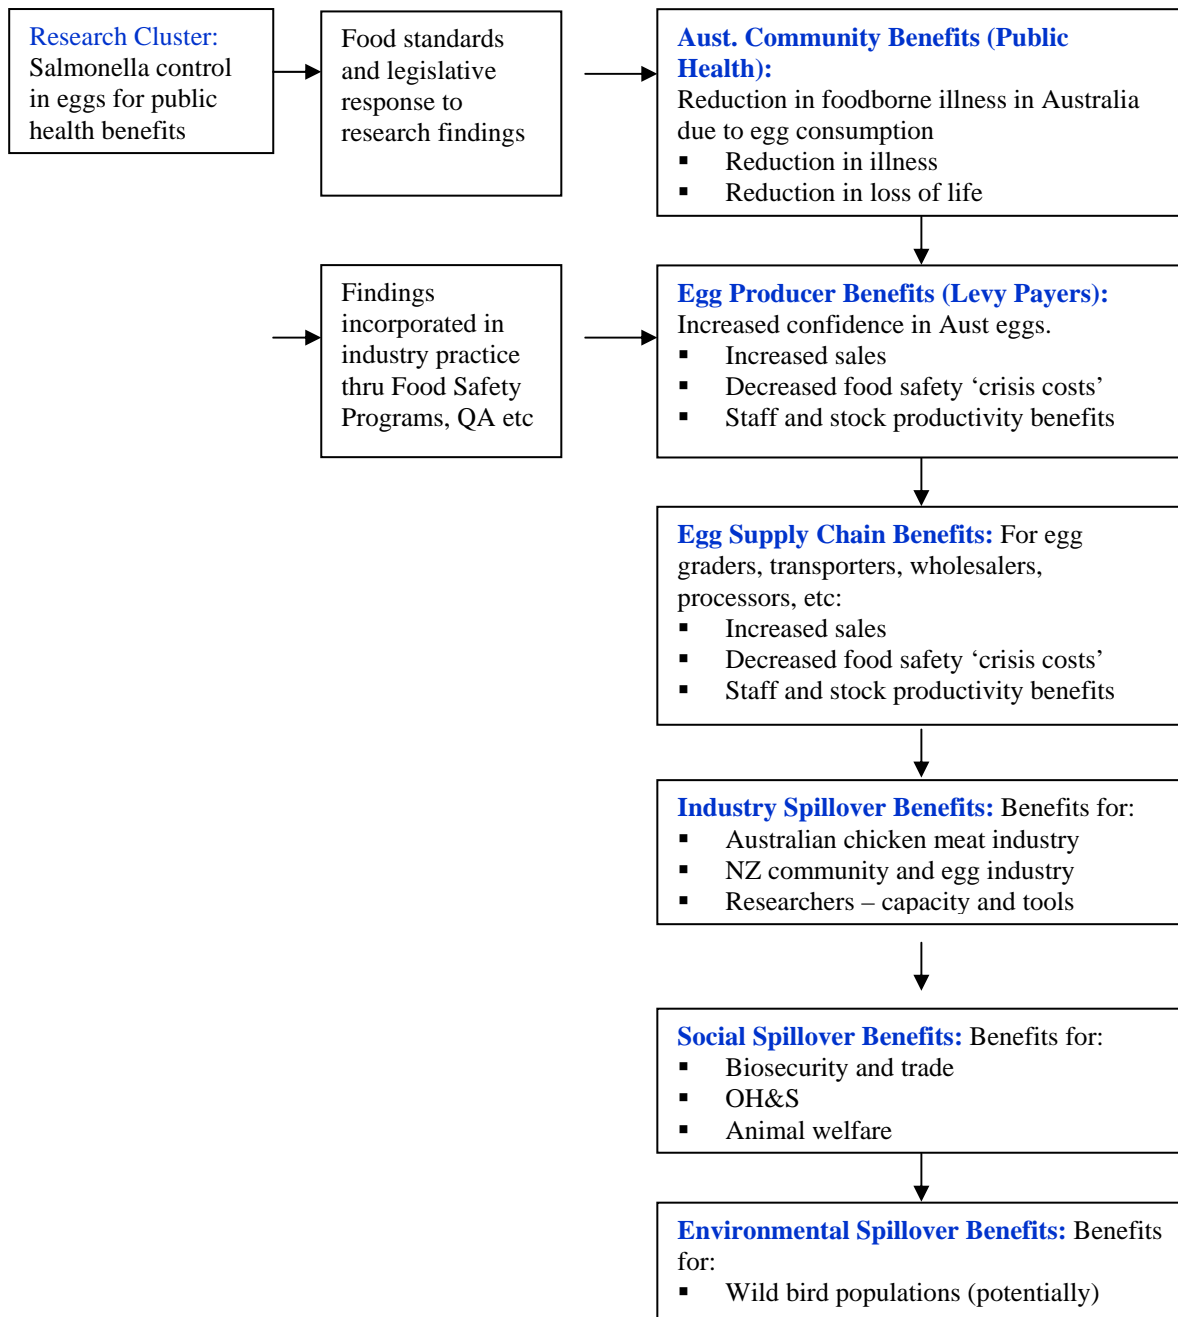 Research Cluster:
Salmonella control
in eggs for public
health benefits
Food standards
and legislative
response to
research findings
Aust. Community Benefits (Public
Health):
Reduction in foodborne illness in Australia
due to egg consumption
▪ Reduction in illness
▪ Reduction in loss of life
Findings
incorporated in
industry practice
thru Food Safety
Programs, QA etc
Egg Producer Benefits (Levy Payers):
Increased confidence in Aust eggs.
▪ Increased sales
▪ Decreased food safety ‘crisis costs’
▪ Staff and stock productivity benefits
Egg Supply Chain Benefits: For egg
graders, transporters, wholesalers,
processors, etc:
▪ Increased sales
▪ Decreased food safety ‘crisis costs’
▪ Staff and stock productivity benefits
Industry Spillover Benefits: Benefits for:
▪ Australian chicken meat industry
▪ NZ community and egg industry
▪ Researchers – capacity and tools
Social Spillover Benefits: Benefits for:
▪ Biosecurity and trade
▪ OH&S
▪ Animal welfare
Environmental Spillover Benefits: Benefits
for:
▪ Wild bird populations (potentially)